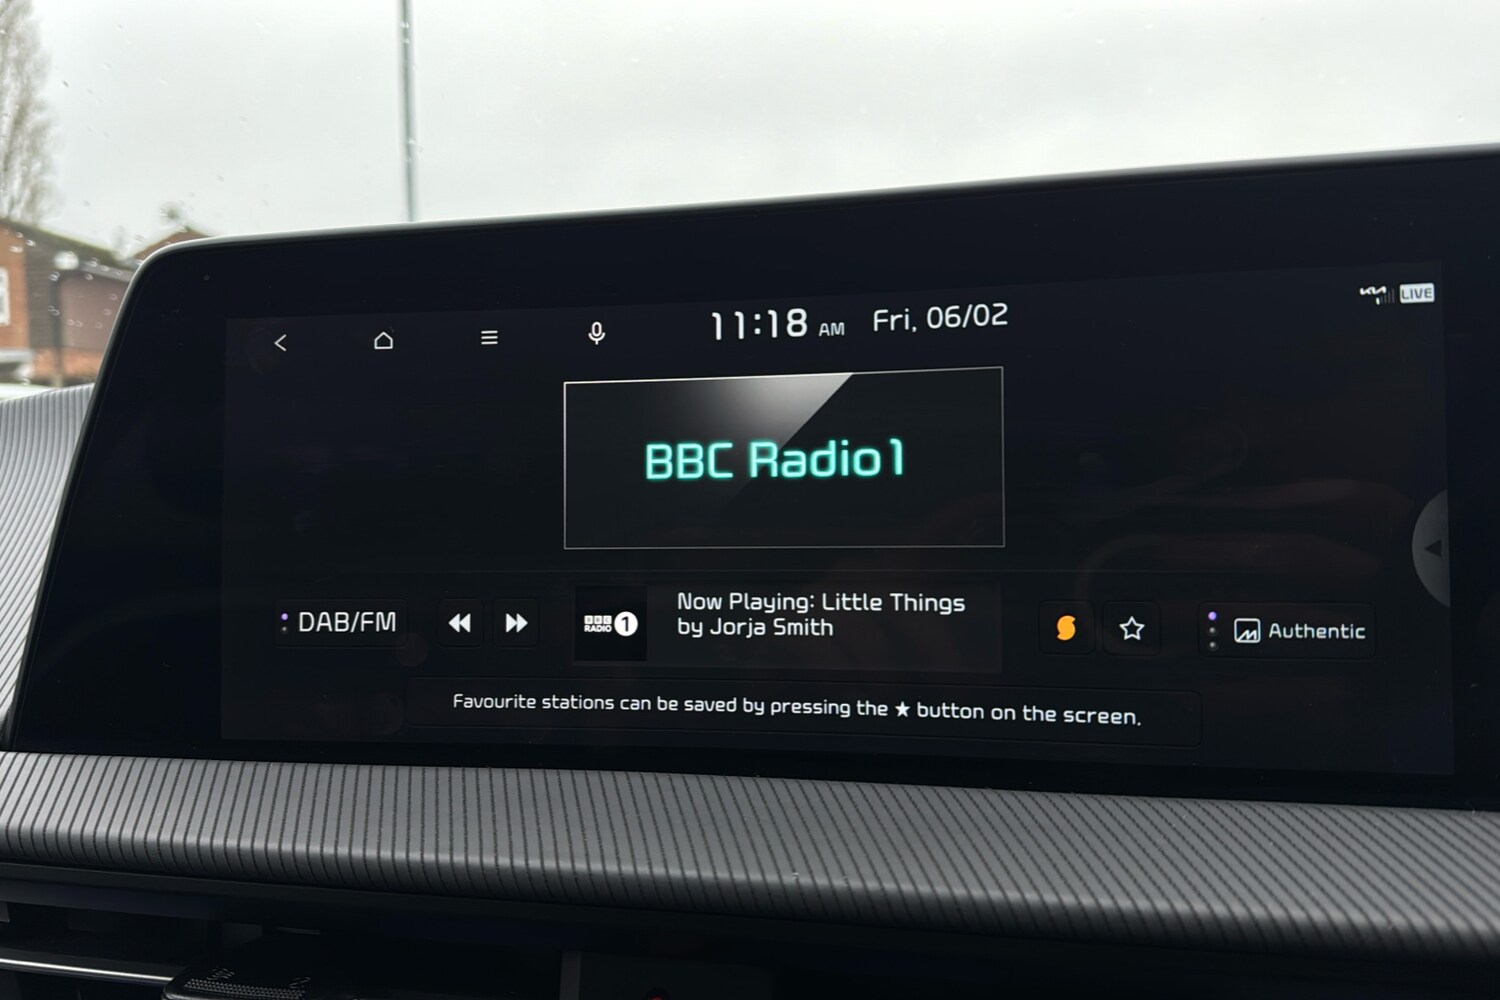 11:18 AM Fri, 06/02
KIA LIVE
BBC Radio 1
DAB/FM
BBC RADIO 1
Now Playing: Little Things
by Jorja Smith
Authentic
Favourite stations can be saved by pressing the ★ button on the screen.